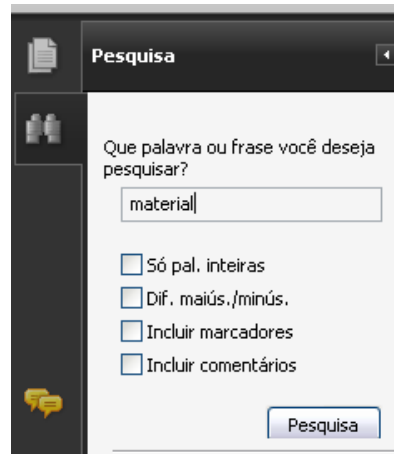 Pesquisa
Que palavra ou frase você deseja
pesquisar?
material
Só pal. inteiras
Dif. maiús./minús.
Incluir marcadores
Incluir comentários
Pesquisa